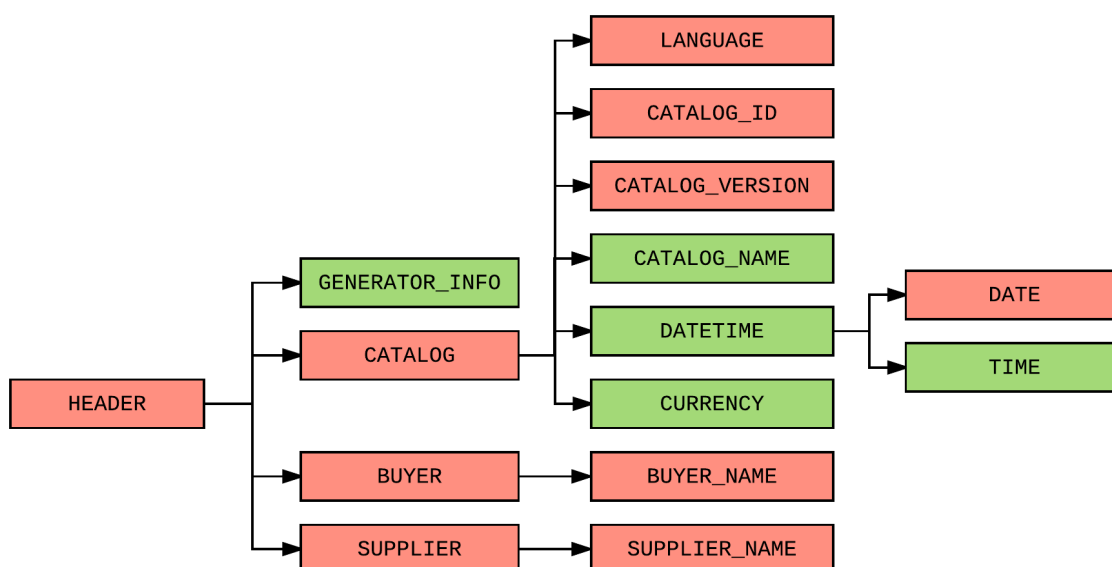 LANGUAGE
CATALOG_ID
CATALOG_VERSION
CATALOG_NAME
GENERATOR_INFO
DATE
DATETIME
CATALOG
TIME
HEADER
CURRENCY
BUYER
BUYER_NAME
SUPPLIER
SUPPLIER_NAME